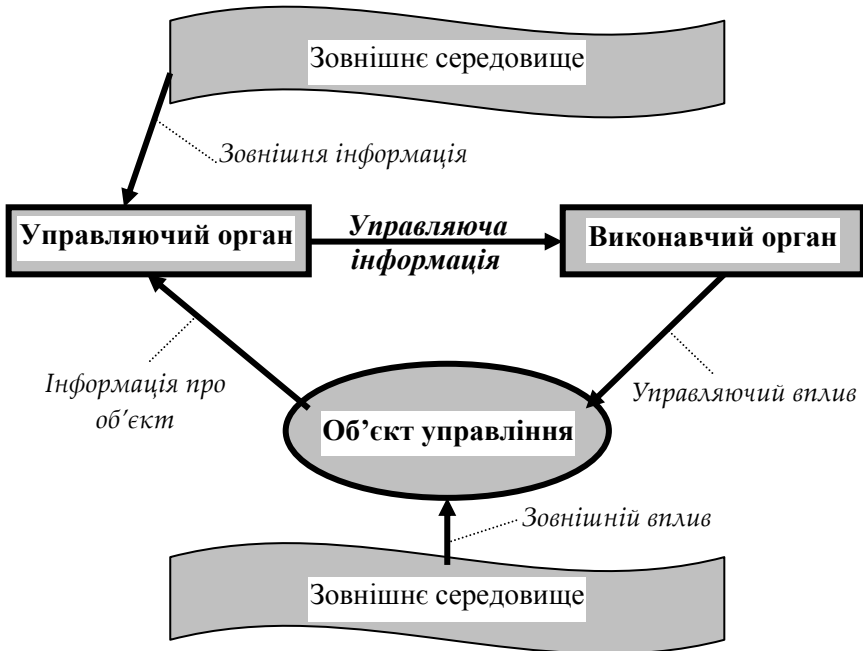 Зовнішнє середовище
Зовнішня інформація
Управляючий орган
Управляюча
інформація
Виконавчий орган
Інформація про
об'єкт
Управляючий вплив
Об’єкт управління
Зовнішній вплив
Зовнішнє середовище